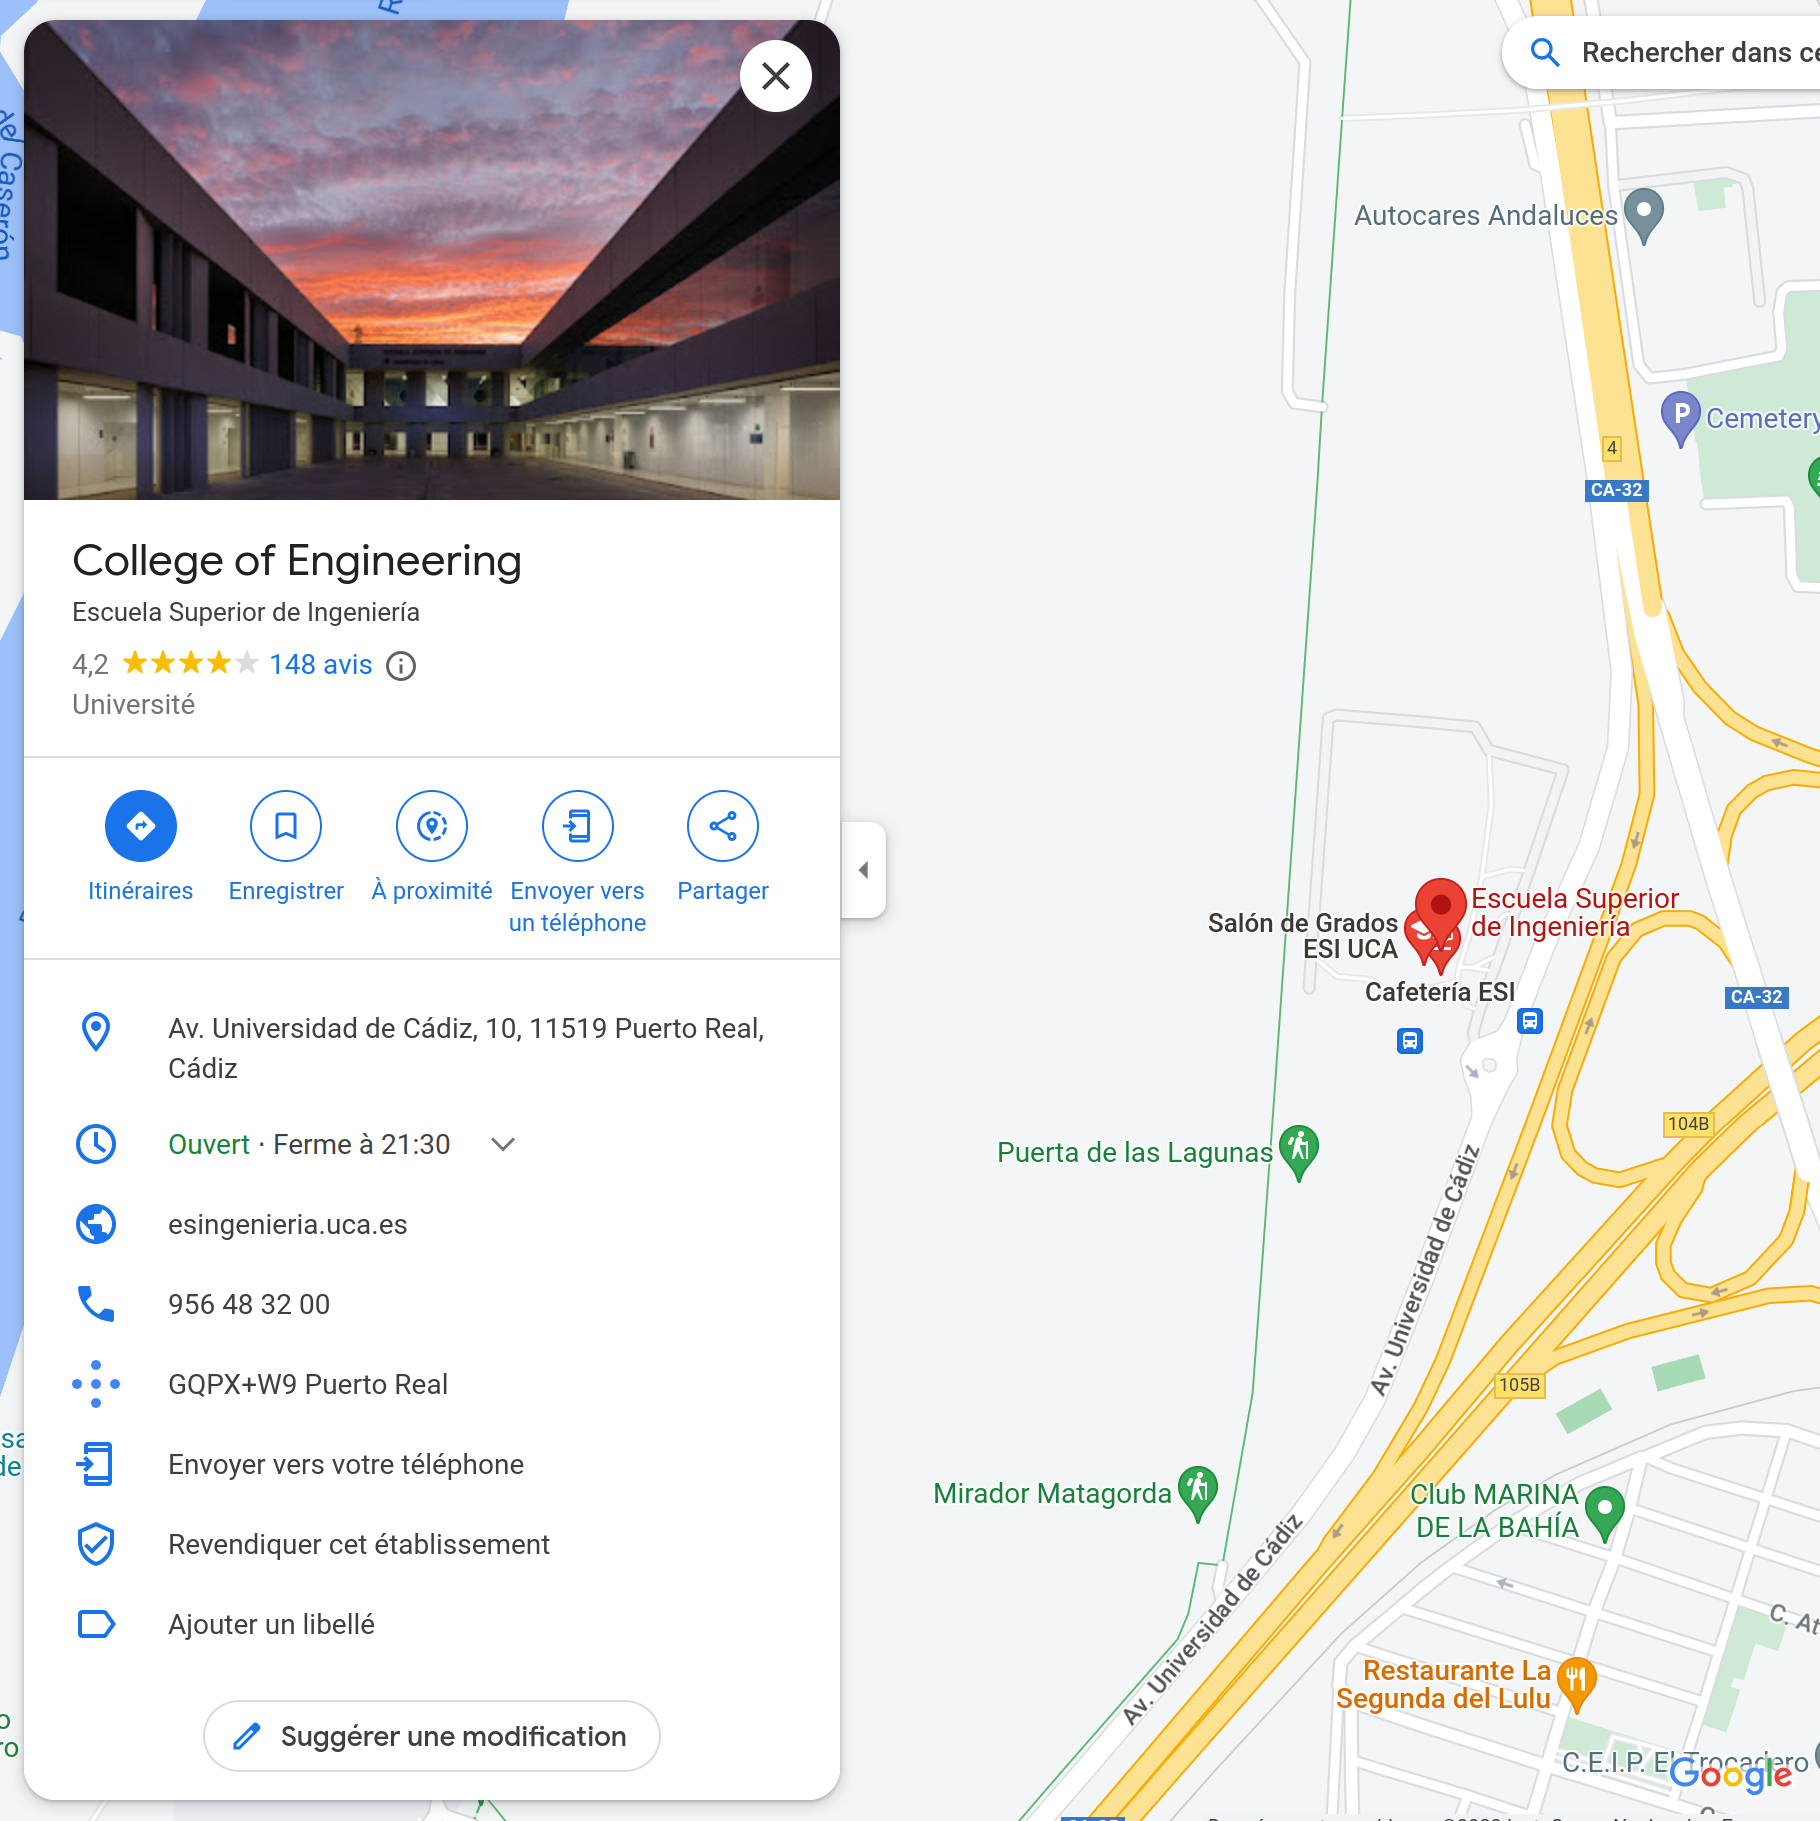 del Caserón
College of Engineering
Escuela Superior de Ingeniería
4,2 148 avis
Université
Itinéraires
Enregistrer
À proximité
Envoyer vers
un téléphone
Partager
Av. Universidad de Cádiz, 10, 11519 Puerto Real,
Cádiz
Ouvert · Ferme à 21:30
esingenieria.uca.es
956 48 32 00
GQPX+W9 Puerto Real
Envoyer vers votre téléphone
Revendiquer cet établissement
Ajouter un libellé
Suggérer une modification
Rechercher dans ce
Autocares Andaluces
P
Cemetery
4
CA-32
Escuela Superior
de Ingeniería
Salón de Grados
ESI UCA
Cafetería ESI
CA-32
104B
Puerta de las Lagunas
Av. Universidad de Cádiz
105B
Mirador Matagorda
Club MARINA
DE LA BAHÍA
Av. Universidad de Cádiz
C. At
Restaurante La
Segunda del Lulu
C.E.I.P. El Trocadero
Google